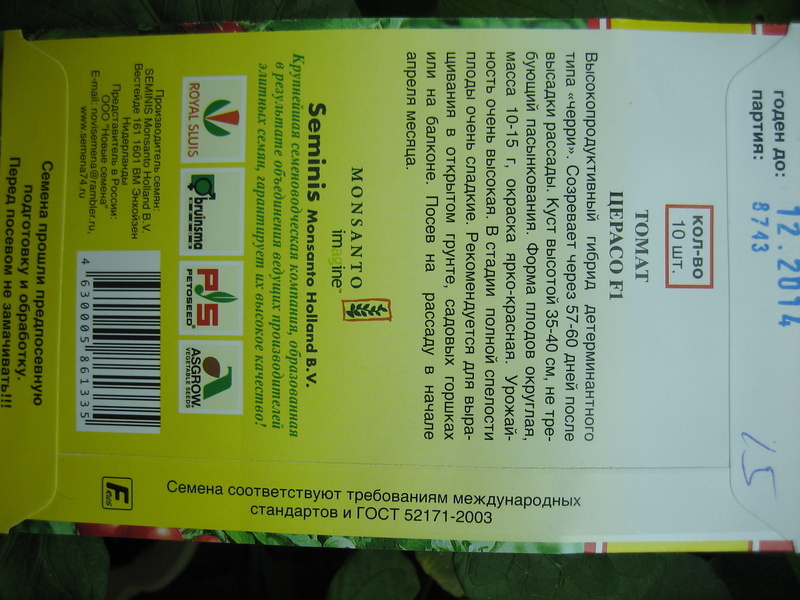 годен до: 12.2014
партия: 8743
15
КОЛ-ВО
10 шт.
ТОМАТ
ЦЕРАСО F1
Высокопродуктивный гибрид детерминантного
типа «черри». Созревает через 57-60 дней после
высадки рассады. Куст высотой 35-40 см, не тре-
бующий пасынкования. Форма плодов округлая,
масса 10-15 г, окраска ярко-красная. Урожай-
ность очень высокая. В стадии полной спелости
плоды очень сладкие. Рекомендуется для выра-
щивания в открытом грунте, садовых горшках
или на балконе. Посев на рассаду в начале
апреля месяца.
MONSANTO
imagine™
Seminis Monsanto Holland B.V.
Крупнейшая семеноводческая компания, образованная
в результате объединения ведущих производителей
элитных семян, гарантирует их высокое качество!
ROYAL SLUIS
bruinsma
PS
PETOSEED
ASGROW
VEGETABLE SEEDS
Производитель семян:
SEMINIS Monsanto Holland B.V.
Вестейде 161 1601 BM Энхойзен
Нидерланды
Представитель в России:
ООО "Новые семена"
E-mail: novisemena@rambler.ru,
www.semena74.ru
4 630005 861335
Семена прошли предпосевную
подготовку и обработку.
Перед посевом не замачивать!!!
Семена соответствуют требованиям международных
стандартов и ГОСТ 52171-2003